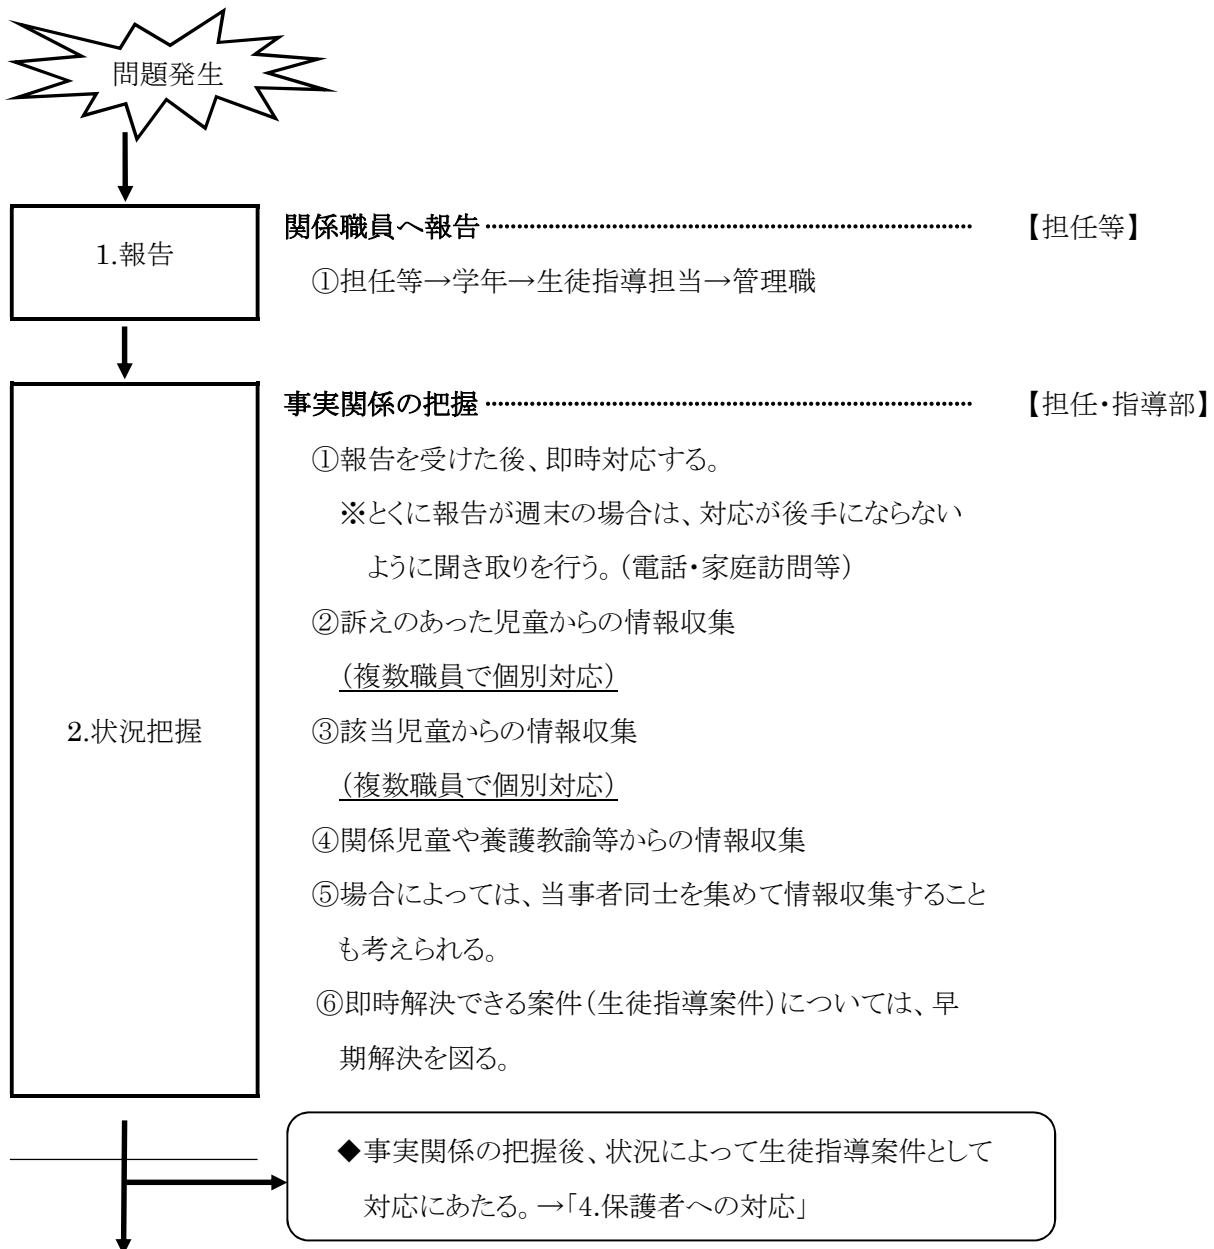 問題発生
1.報告
関係職員へ報告 ………………………………………………… 【担任等】
①担任等→学年→生徒指導担当→管理職
2.状況把握
事実関係の把握 ………………………………………………… 【担任・指導部】
①報告を受けた後、即時対応する。
※とくに報告が週末の場合は、対応が後手にならない
ように聞き取りを行う。（電話・家庭訪問等）
②訴えのあった児童からの情報収集
（複数職員で個別対応）
③該当児童からの情報収集
（複数職員で個別対応）
④関係児童や養護教諭等からの情報収集
⑤場合によっては、当事者同士を集めて情報収集すること
も考えられる。
⑥即時解決できる案件（生徒指導案件）については、早
期解決を図る。
◆事実関係の把握後、状況によって生徒指導案件として
対応にあたる。→「4.保護者への対応」